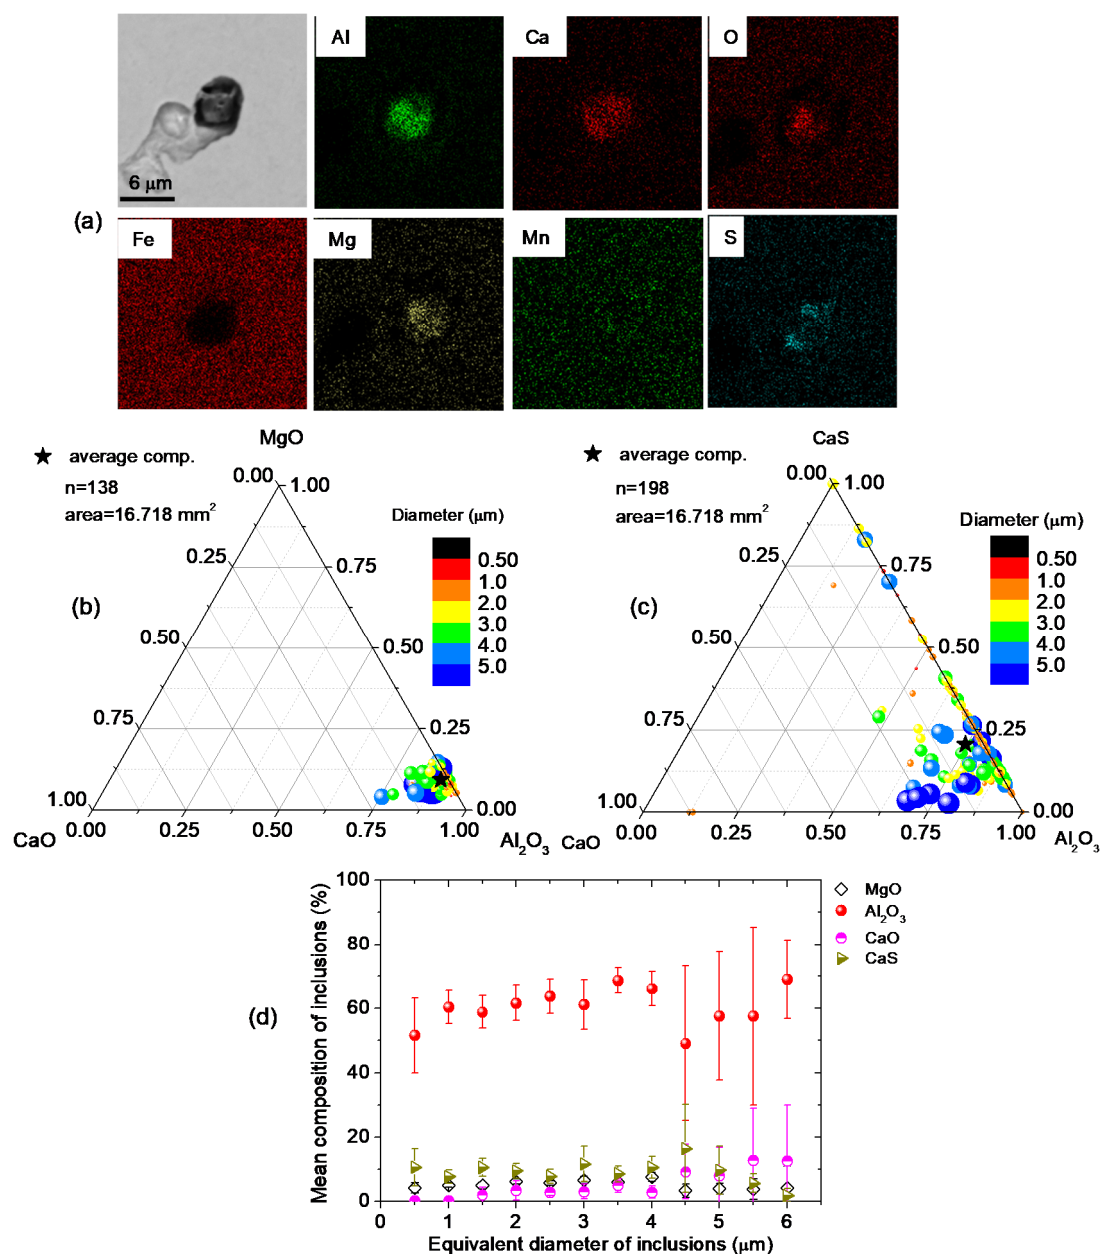 Al
Ca
O
6 μm
(a)
Fe
Mg
Mn
S
MgO
★ average comp.
n=138
area=16.718 mm²
0.00
1.00
Diameter (μm)
0.50
1.0
2.0
3.0
4.0
5.0
0.25
0.75
(b)
0.50
0.50
0.75
0.25
1.00
0.00
0.00
0.25
0.50
0.75
1.00
CaO
Al₂O₃
CaS
★ average comp.
n=198
area=16.718 mm²
0.00
1.00
Diameter (μm)
0.50
1.0
2.0
3.0
4.0
5.0
0.25
0.75
(c)
0.50
0.50
0.75
0.25
1.00
0.00
0.00
0.25
0.50
0.75
1.00
CaO
Al₂O₃
(d)
Mean composition of inclusions (%)
100
80
60
40
20
0
0
1
2
3
4
5
6
Equivalent diameter of inclusions (μm)
MgO
Al₂O₃
CaO
CaS